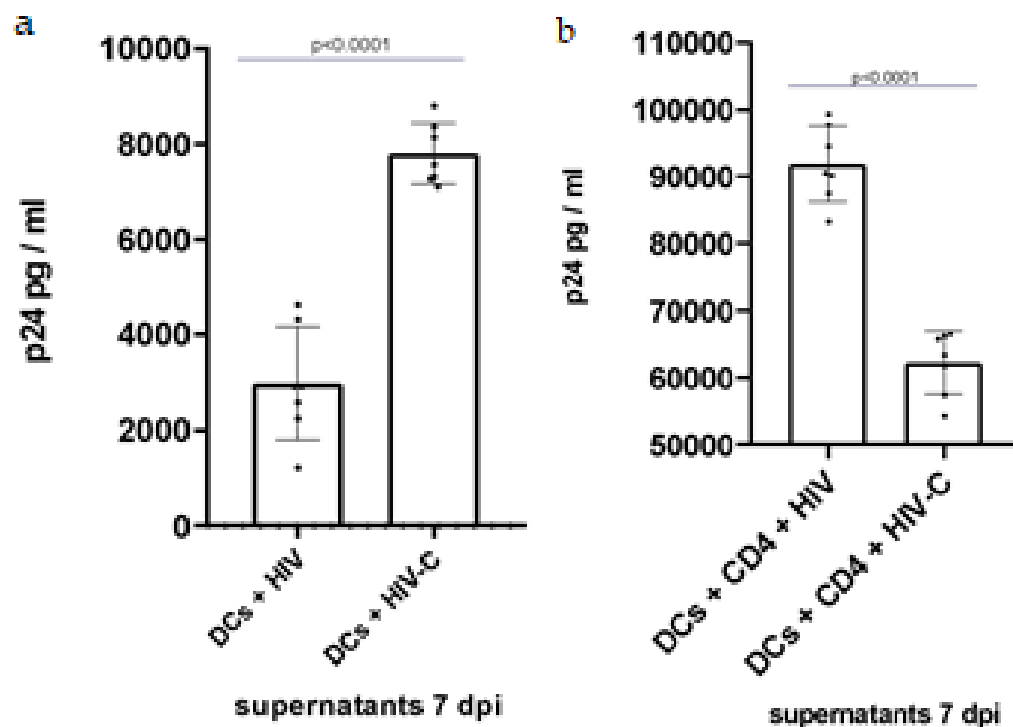 a
p<0.0001
10000
8000
6000
4000
2000
0
p24 pg / ml
DCs + HIV
DCs + HIV-C
supernatants 7 dpi
b
p<0.0001
110000
100000
90000
80000
70000
60000
50000
p24 pg / ml
DCs + CD4 + HIV
DCs + CD4 + HIV-C
supernatants 7 dpi